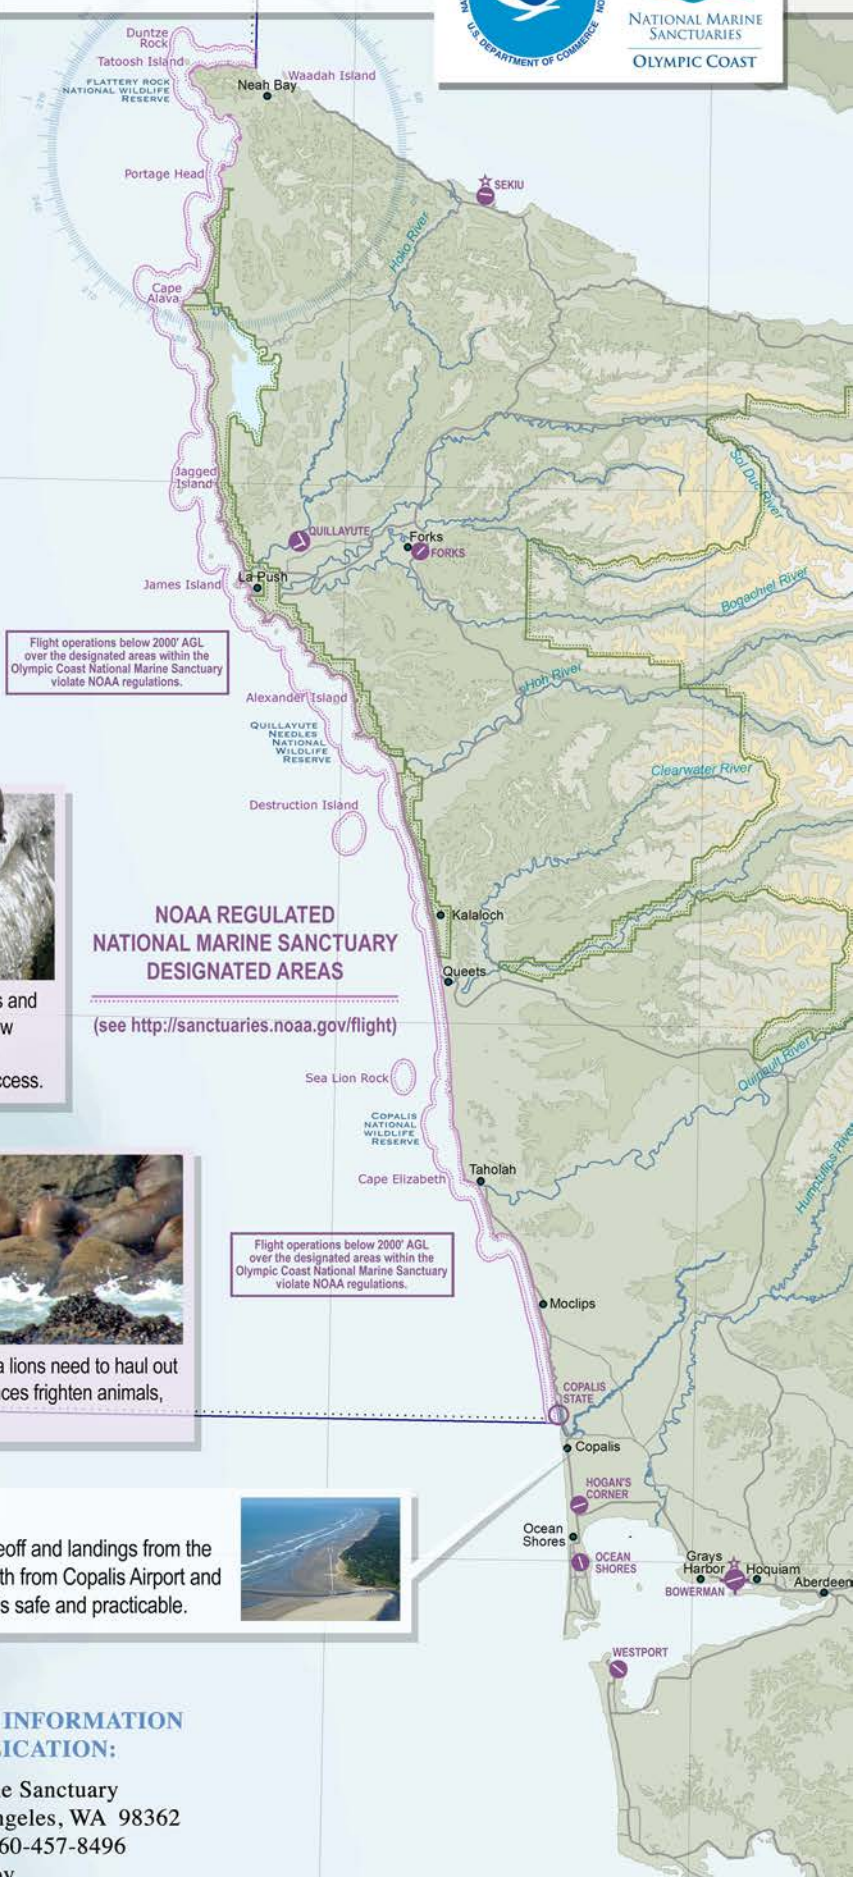 U.S. DEPARTMENT OF COMMERCE
NATIONAL MARINE
SANCTUARIES
OLYMPIC COAST
Duntze
Rock
Tatoosh Island
FLATTERY ROCK
NATIONAL WILDLIFE
RESERVE
Waadah Island
Neah Bay
Portage Head
SEKIU
Hoko River
Cape
Alava
Sol Duc River
Jagged
Island
QUILLAYUTE
Forks
FORKS
James Island
La Push
Bogachiel River
Flight operations below 2000' AGL
over the designated areas within the
Olympic Coast National Marine Sanctuary
violate NOAA regulations.
Hoh River
Alexander Island
QUILLAYUTE
NEEDLES
NATIONAL
WILDLIFE
RESERVE
Clearwater River
Destruction Island
NOAA REGULATED
NATIONAL MARINE SANCTUARY
DESIGNATED AREAS
(see http://sanctuaries.noaa.gov/flight)
Kalaloch
Queets
s and
w
cess.
Quinault River
Sea Lion Rock
COPALIS
NATIONAL
WILDLIFE
RESERVE
Humptulips River
Cape Elizabeth
Taholah
Flight operations below 2000' AGL
over the designated areas within the
Olympic Coast National Marine Sanctuary
violate NOAA regulations.
Moclips
a lions need to haul out
nces frighten animals,
COPALIS
STATE
Copalis
HOGAN'S
CORNER
eoff and landings from the
th from Copalis Airport and
s safe and practicable.
Ocean
Shores
OCEAN
SHORES
Grays
Harbor
Hoquiam
BOWERMAN
Aberdeen
WESTPORT
INFORMATION
LICATION:
e Sanctuary
ngeles, WA 98362
60-457-8496